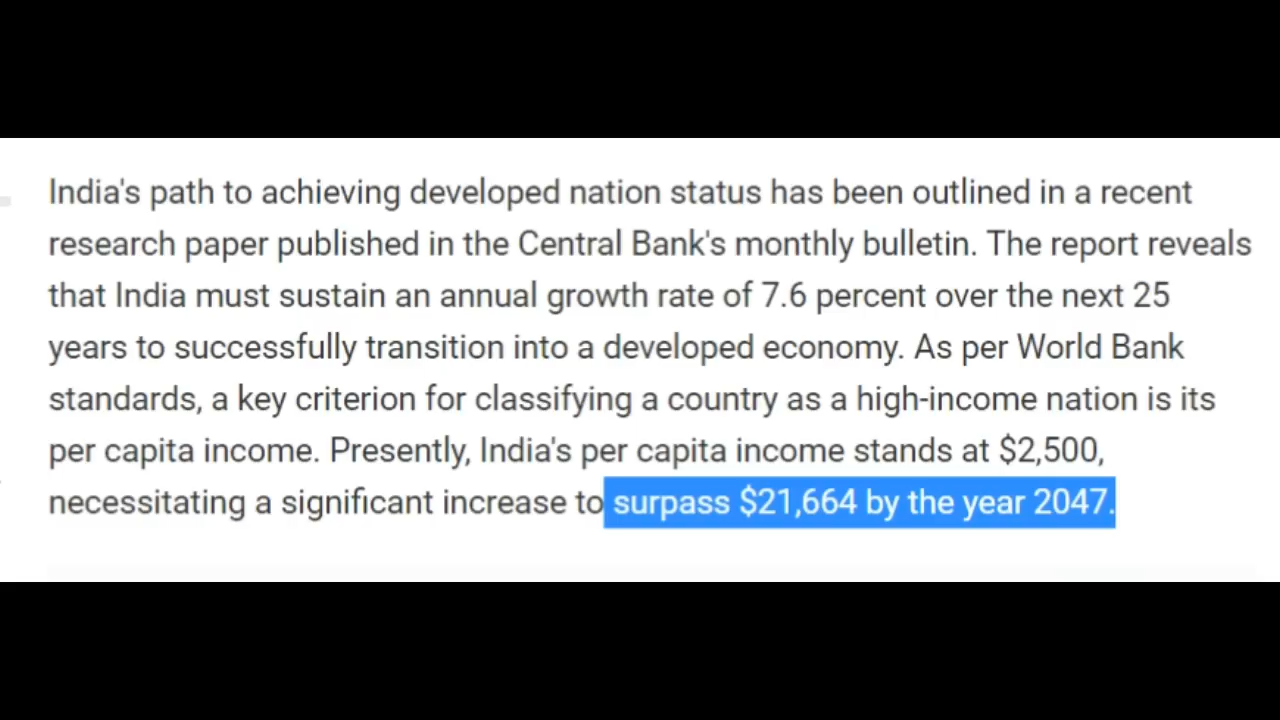 India's path to achieving developed nation status has been outlined in a recent
research paper published in the Central Bank's monthly bulletin. The report reveals
that India must sustain an annual growth rate of 7.6 percent over the next 25
years to successfully transition into a developed economy. As per World Bank
standards, a key criterion for classifying a country as a high-income nation is its
per capita income. Presently, India's per capita income stands at $2,500,
necessitating a significant increase to surpass $21,664 by the year 2047.